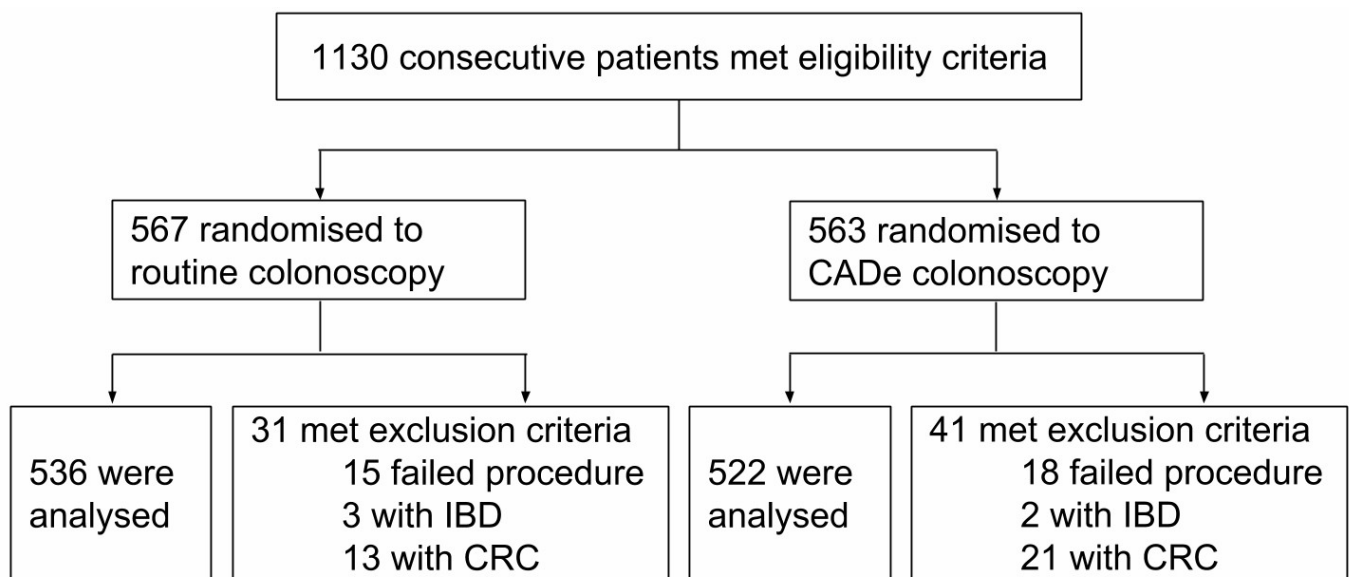 1130 consecutive patients met eligibility criteria
567 randomised to
routine colonoscopy
563 randomised to
CADe colonoscopy
536 were
analysed
31 met exclusion criteria
15 failed procedure
3 with IBD
13 with CRC
522 were
analysed
41 met exclusion criteria
18 failed procedure
2 with IBD
21 with CRC